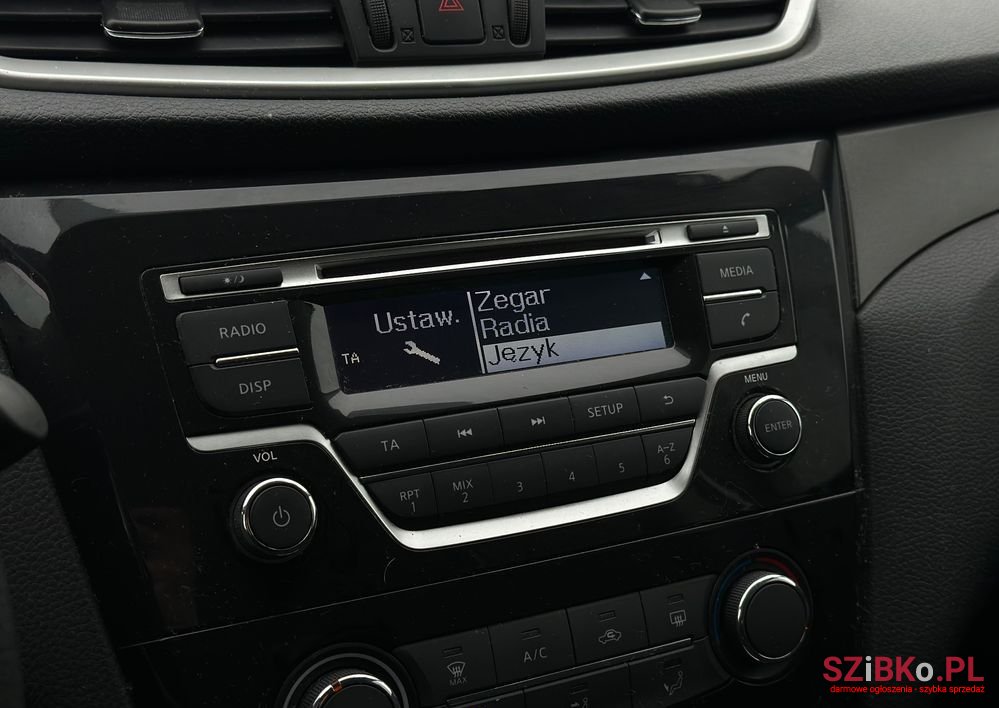 RADIO
DISP
Ustaw.
TA
Zegar
Radia
Język
MEDIA
TA
SETUP
RPT
1
MIX
2
3
4
5
A-Z
6
MENU
ENTER
VOL
MAX
A/C
SZiBKo.PL
darmowe ogłoszenia - szybka sprzedaż